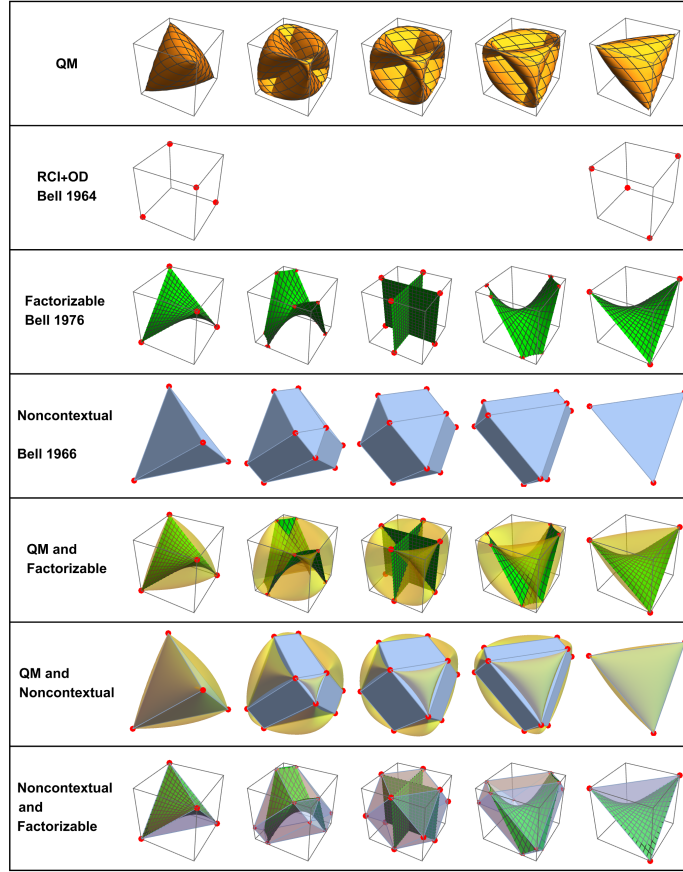 QM
RCI+OD
Bell 1964
Factorizable
Bell 1976
Noncontextual
Bell 1966
QM and
Factorizable
QM and
Noncontextual
Noncontextual
and
Factorizable